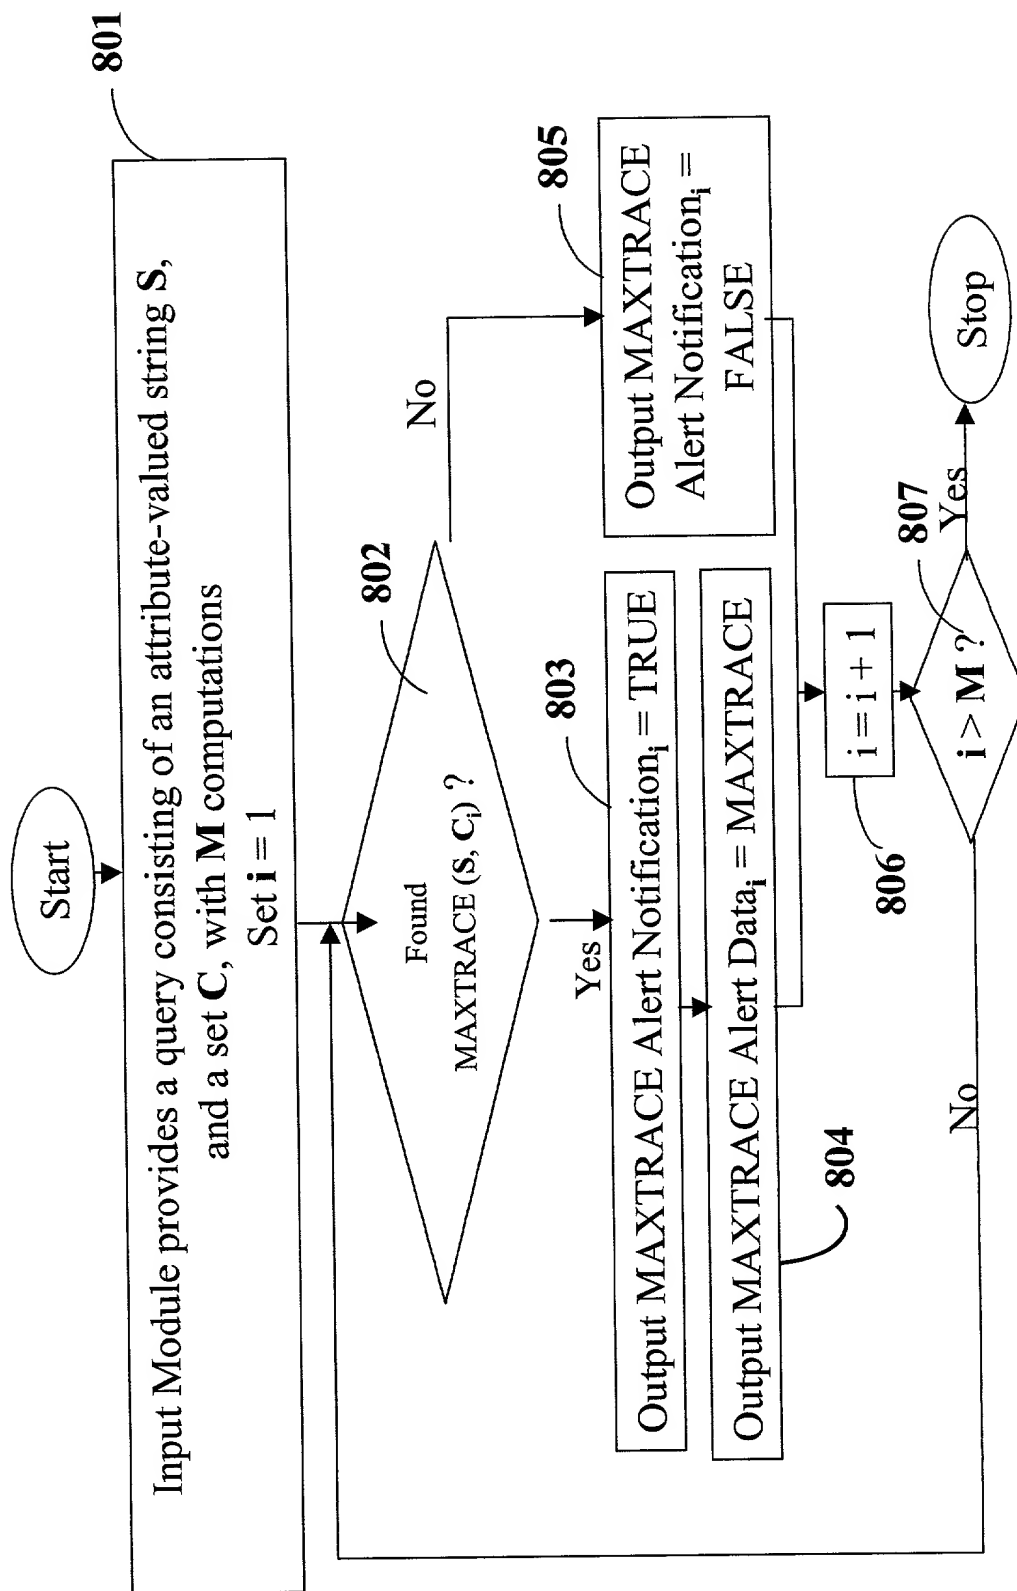 Start
801
Input Module provides a query consisting of an attribute-valued string S,
and a set C, with M computations
Set i = 1
802
Found
MAXTRACE (S, Ci) ?
Yes
No
803
Output MAXTRACE Alert Notificationi = TRUE
Output MAXTRACE Alert Datai = MAXTRACE
804
805
Output MAXTRACE
Alert Notificationi =
FALSE
806
i = i + 1
807
i > M ?
Yes
No
Stop